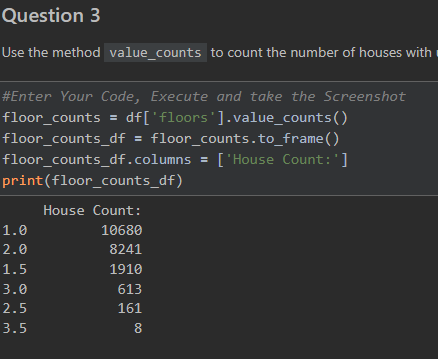 Question 3
Use the method value_counts to count the number of houses with
#Enter Your Code, Execute and take the Screenshot
floor_counts = df['floors'].value_counts()
floor_counts_df = floor_counts.to_frame()
floor_counts_df.columns = ['House Count:']
print(floor_counts_df)
House Count:
1.0 10680
2.0 8241
1.5 1910
3.0 613
2.5 161
3.5 8